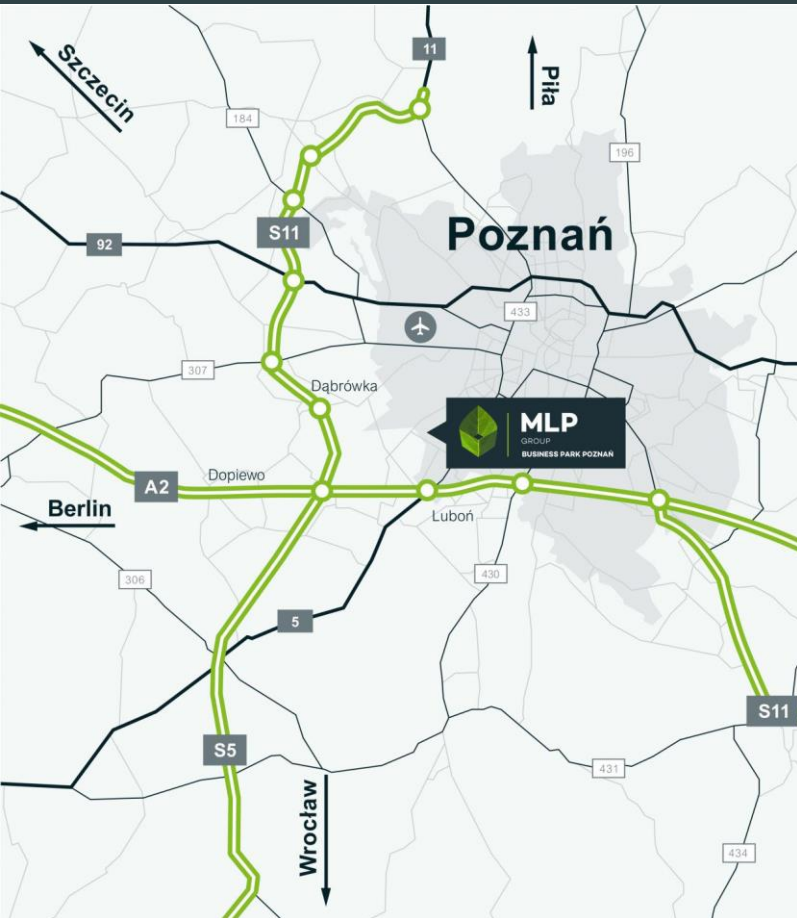 Szczecin
11
Piła
184
196
S11
92
Poznań
433
307
Dąbrówka
MLP
GROUP
BUSINESS PARK POZNAŃ
Dopiewo
A2
Berlin
Luboń
306
430
5
S11
S5
431
Wrocław
434